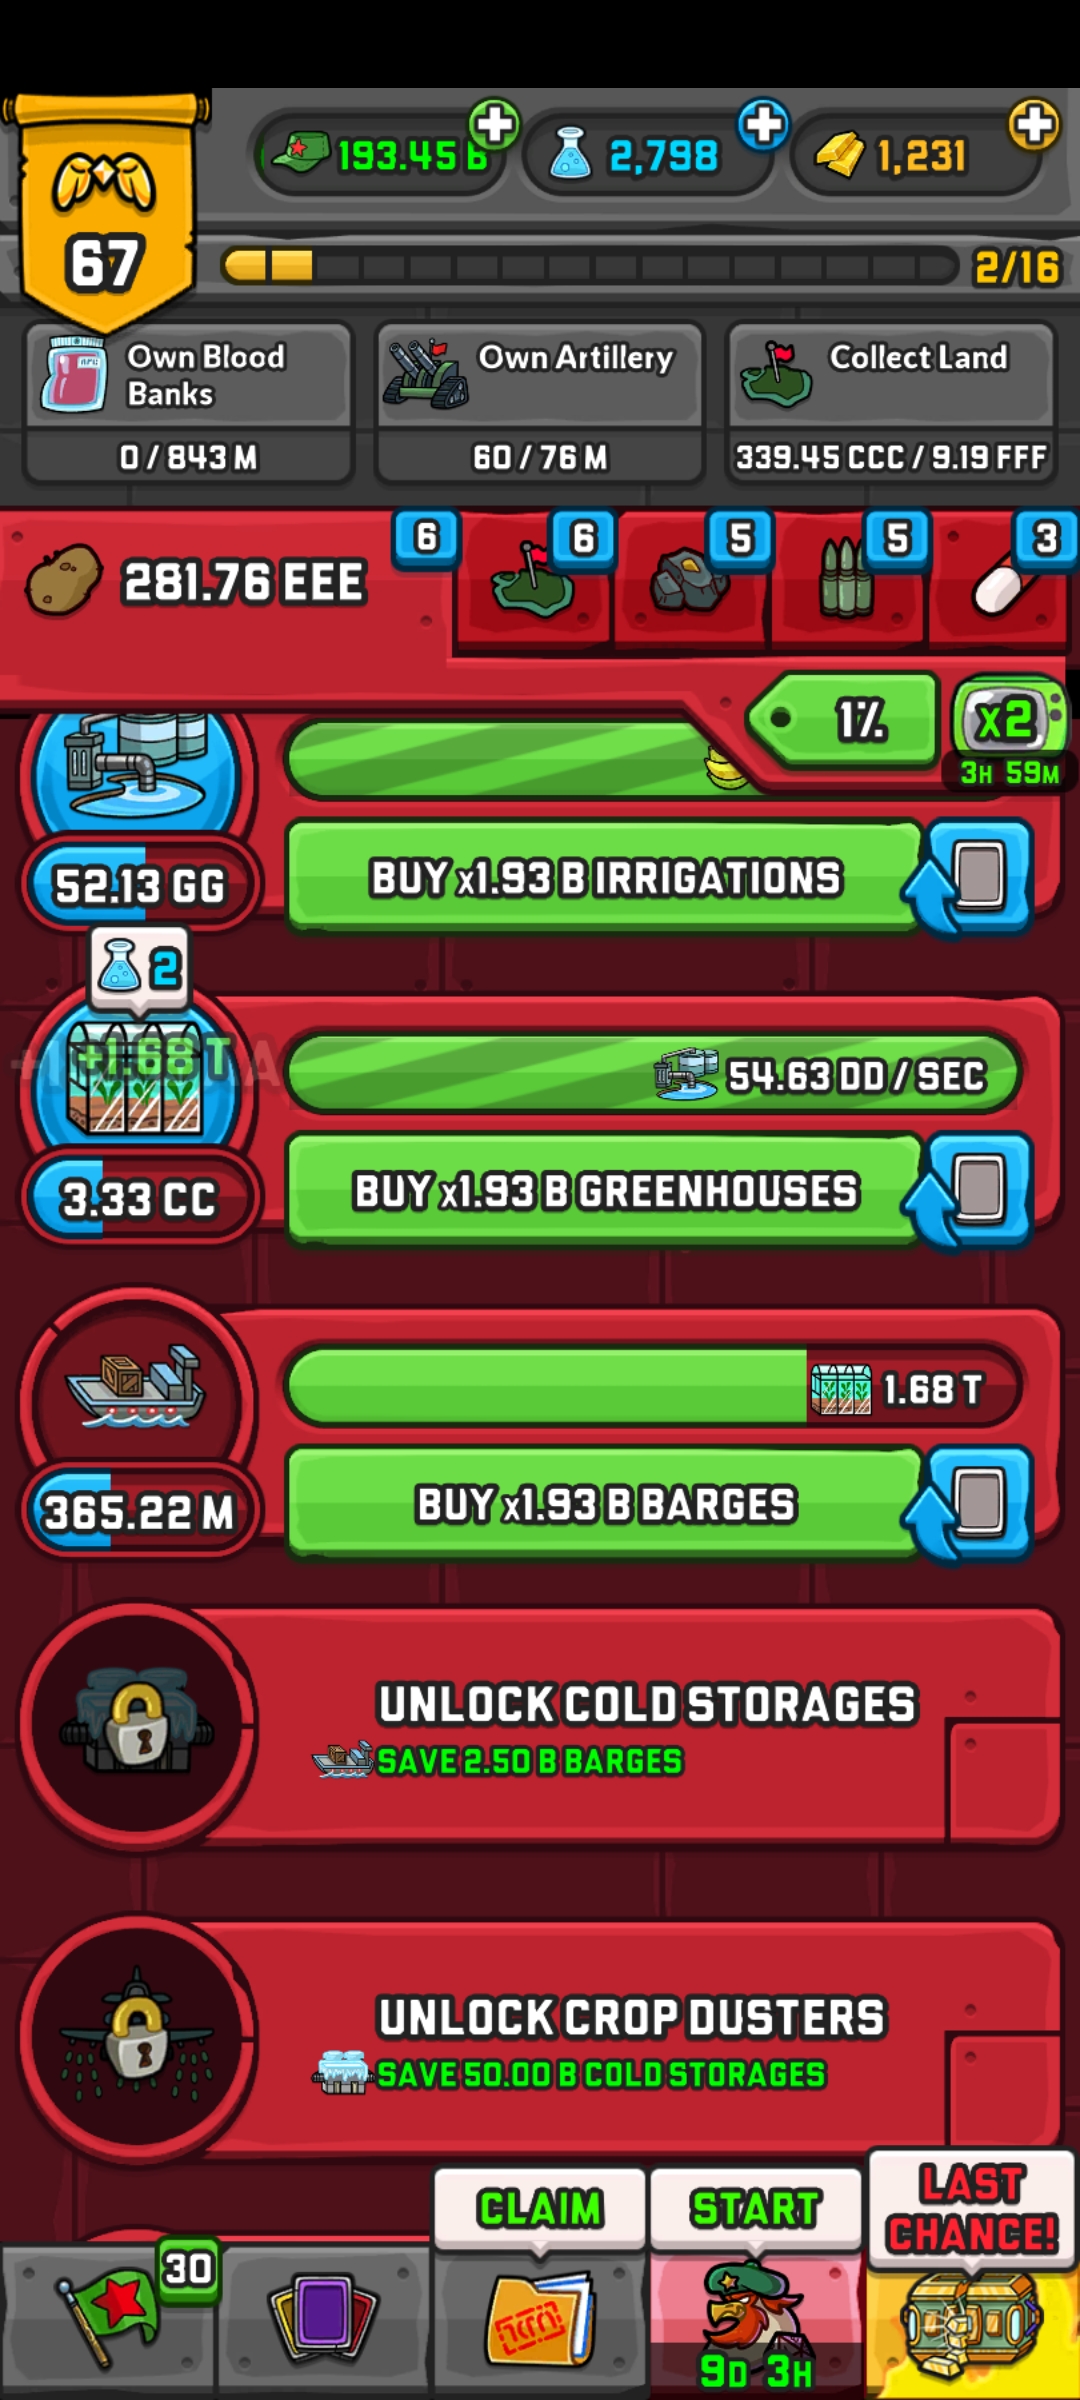 193.45 B
2,798
1,231
67
2/16
Own Blood
Banks
0 / 843 M
Own Artillery
60 / 76 M
Collect Land
339.45 CCC / 9.19 FFF
281.76 EEE
6
6
5
5
3
1%
x2
3H 59M
52.13 GG
BUY x1.93 B IRRIGATIONS
2
+1.68 T
54.63 DD / SEC
3.33 CC
BUY x1.93 B GREENHOUSES
1.68 T
365.22 M
BUY x1.93 B BARGES
UNLOCK COLD STORAGES
SAVE 2.50 B BARGES
UNLOCK CROP DUSTERS
SAVE 50.00 B COLD STORAGES
CLAIM
START
LAST
CHANCE!
30
9D 3H